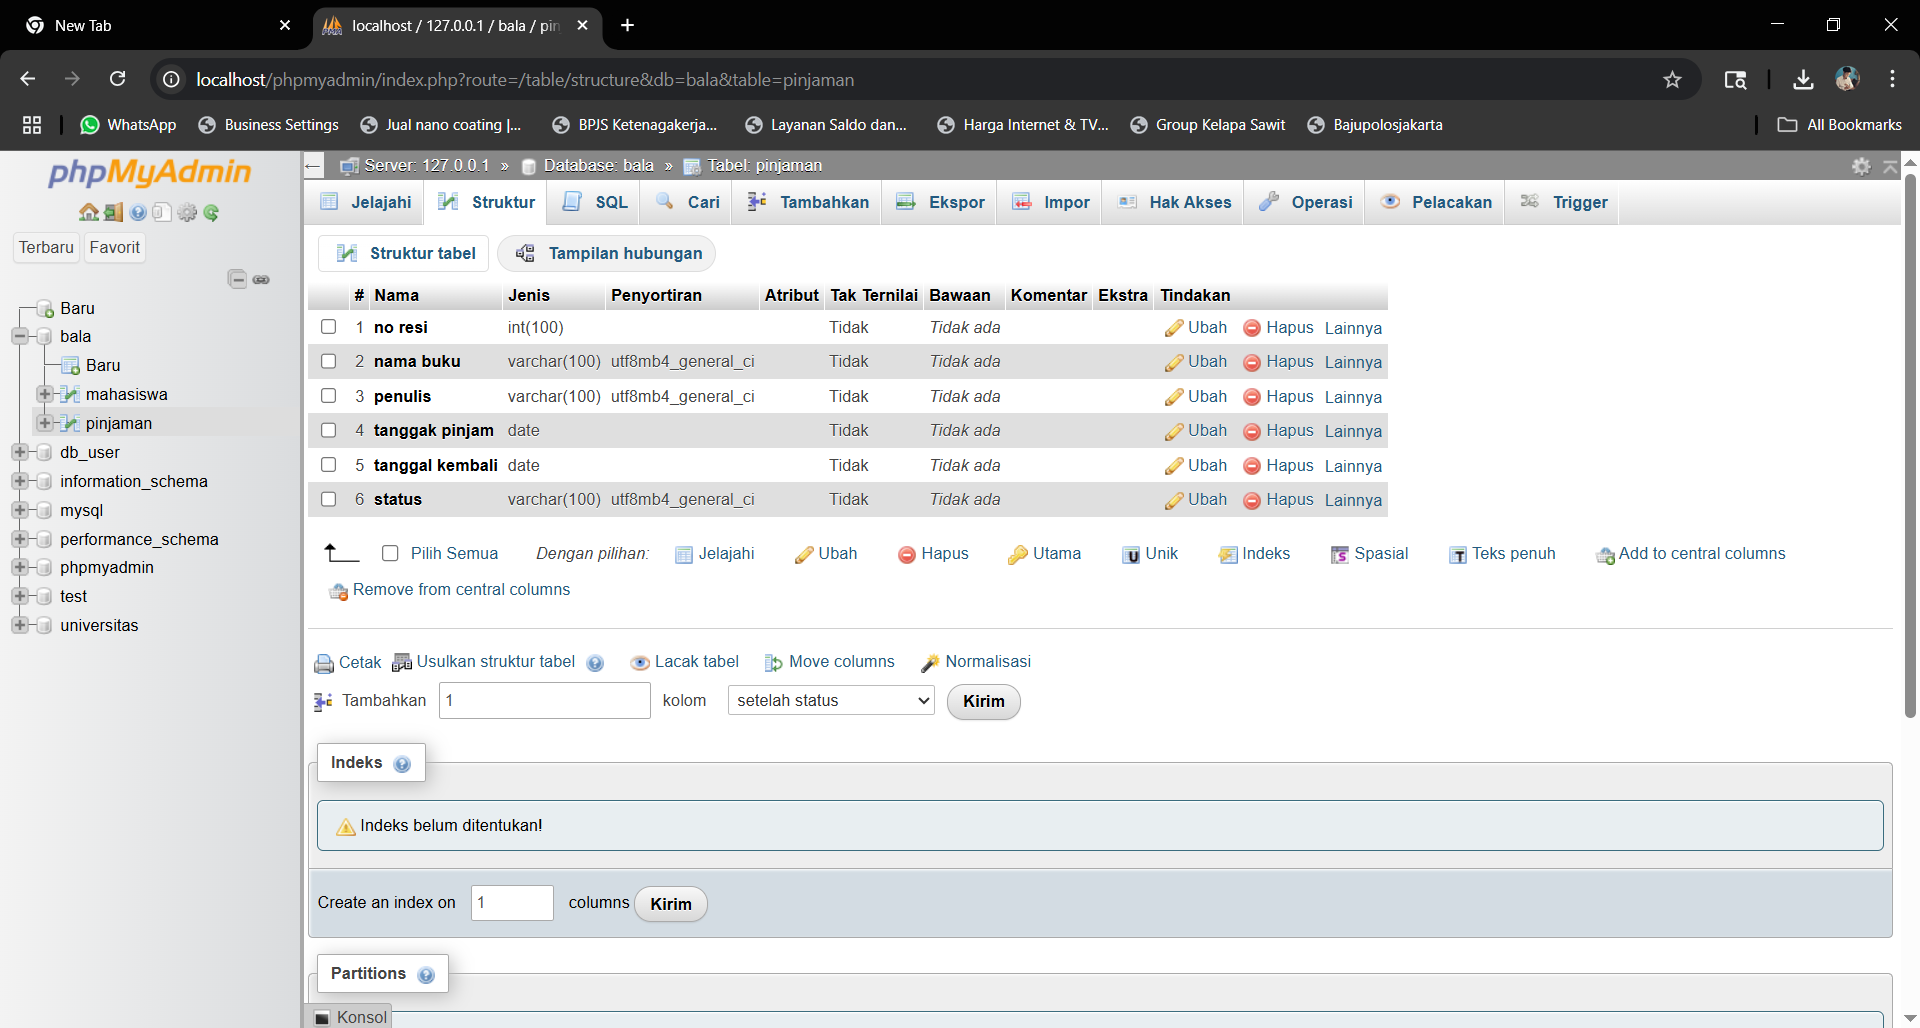 New Tab
localhost / 127.0.0.1 / bala / pin
localhost/phpmyadmin/index.php?route=/table/structure&db=bala&table=pinjaman
WhatsApp Business Settings Jual nano coating |... BPJS Ketenagakerja... Layanan Saldo dan... Harga Internet & TV... Group Kelapa Sawit Bajupolosjakarta All Bookmarks
phpMyAdmin
Terbaru Favorit
Baru
bala
Baru
mahasiswa
pinjaman
db_user
information_schema
mysql
performance_schema
phpmyadmin
test
universitas
Server: 127.0.0.1 » Database: bala » Tabel: pinjaman
Jelajahi Struktur SQL Cari Tambahkan Ekspor Impor Hak Akses Operasi Pelacakan Trigger
Struktur tabel Tampilan hubungan
# Nama Jenis Penyortiran Atribut Tak Ternilai Bawaan Komentar Ekstra Tindakan
1 no resi int(100) Tidak Tidak ada Ubah Hapus Lainnya
2 nama buku varchar(100) utf8mb4_general_ci Tidak Tidak ada Ubah Hapus Lainnya
3 penulis varchar(100) utf8mb4_general_ci Tidak Tidak ada Ubah Hapus Lainnya
4 tanggak pinjam date Tidak Tidak ada Ubah Hapus Lainnya
5 tanggal kembali date Tidak Tidak ada Ubah Hapus Lainnya
6 status varchar(100) utf8mb4_general_ci Tidak Tidak ada Ubah Hapus Lainnya
Pilih Semua Dengan pilihan: Jelajahi Ubah Hapus Utama Unik Indeks Spasial Teks penuh Add to central columns
Remove from central columns
Cetak Usulkan struktur tabel Lacak tabel Move columns Normalisasi
Tambahkan 1 kolom setelah status Kirim
Indeks
Indeks belum ditentukan!
Create an index on 1 columns Kirim
Partitions
Konsol